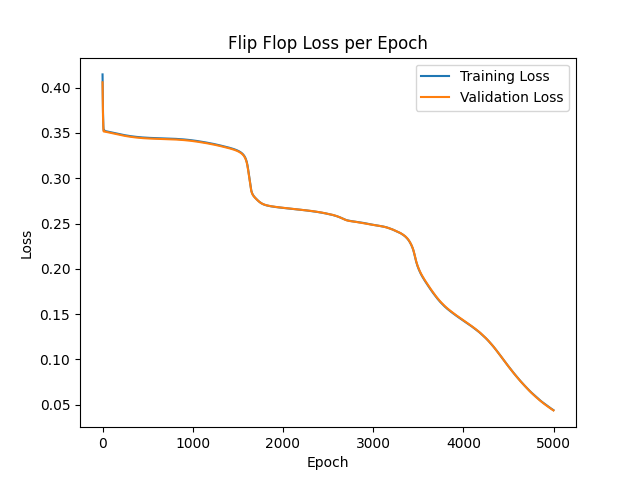 Flip Flop Loss per Epoch
Training Loss
Validation Loss
0.40
0.35
0.30
0.25
0.20
0.15
0.10
0.05
Loss
0 1000 2000 3000 4000 5000
Epoch